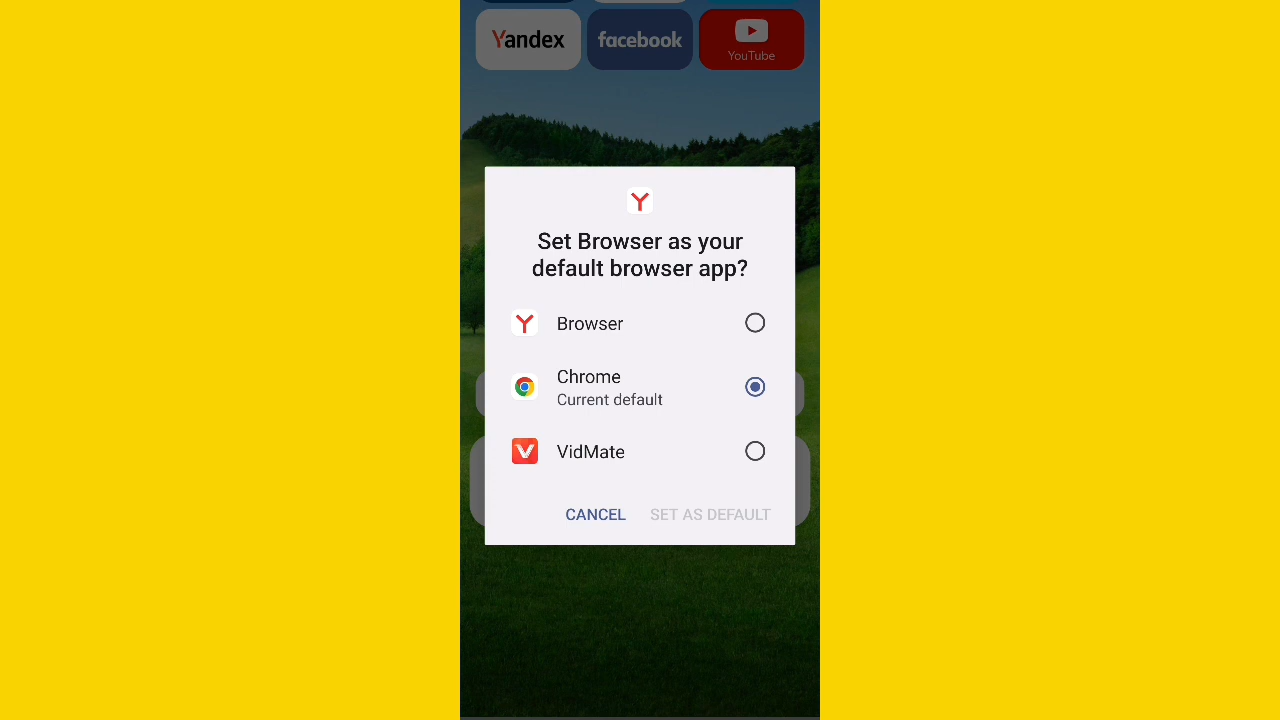 Yandex
facebook
YouTube
Set Browser as your
default browser app?
Browser
Chrome
Current default
VidMate
CANCEL
SET AS DEFAULT